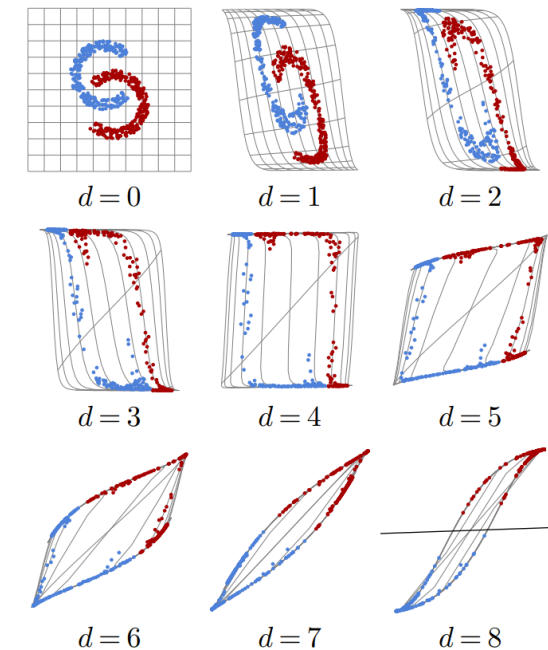 d = 0 d = 1 d = 2
d = 3 d = 4 d = 5
d = 6 d = 7 d = 8